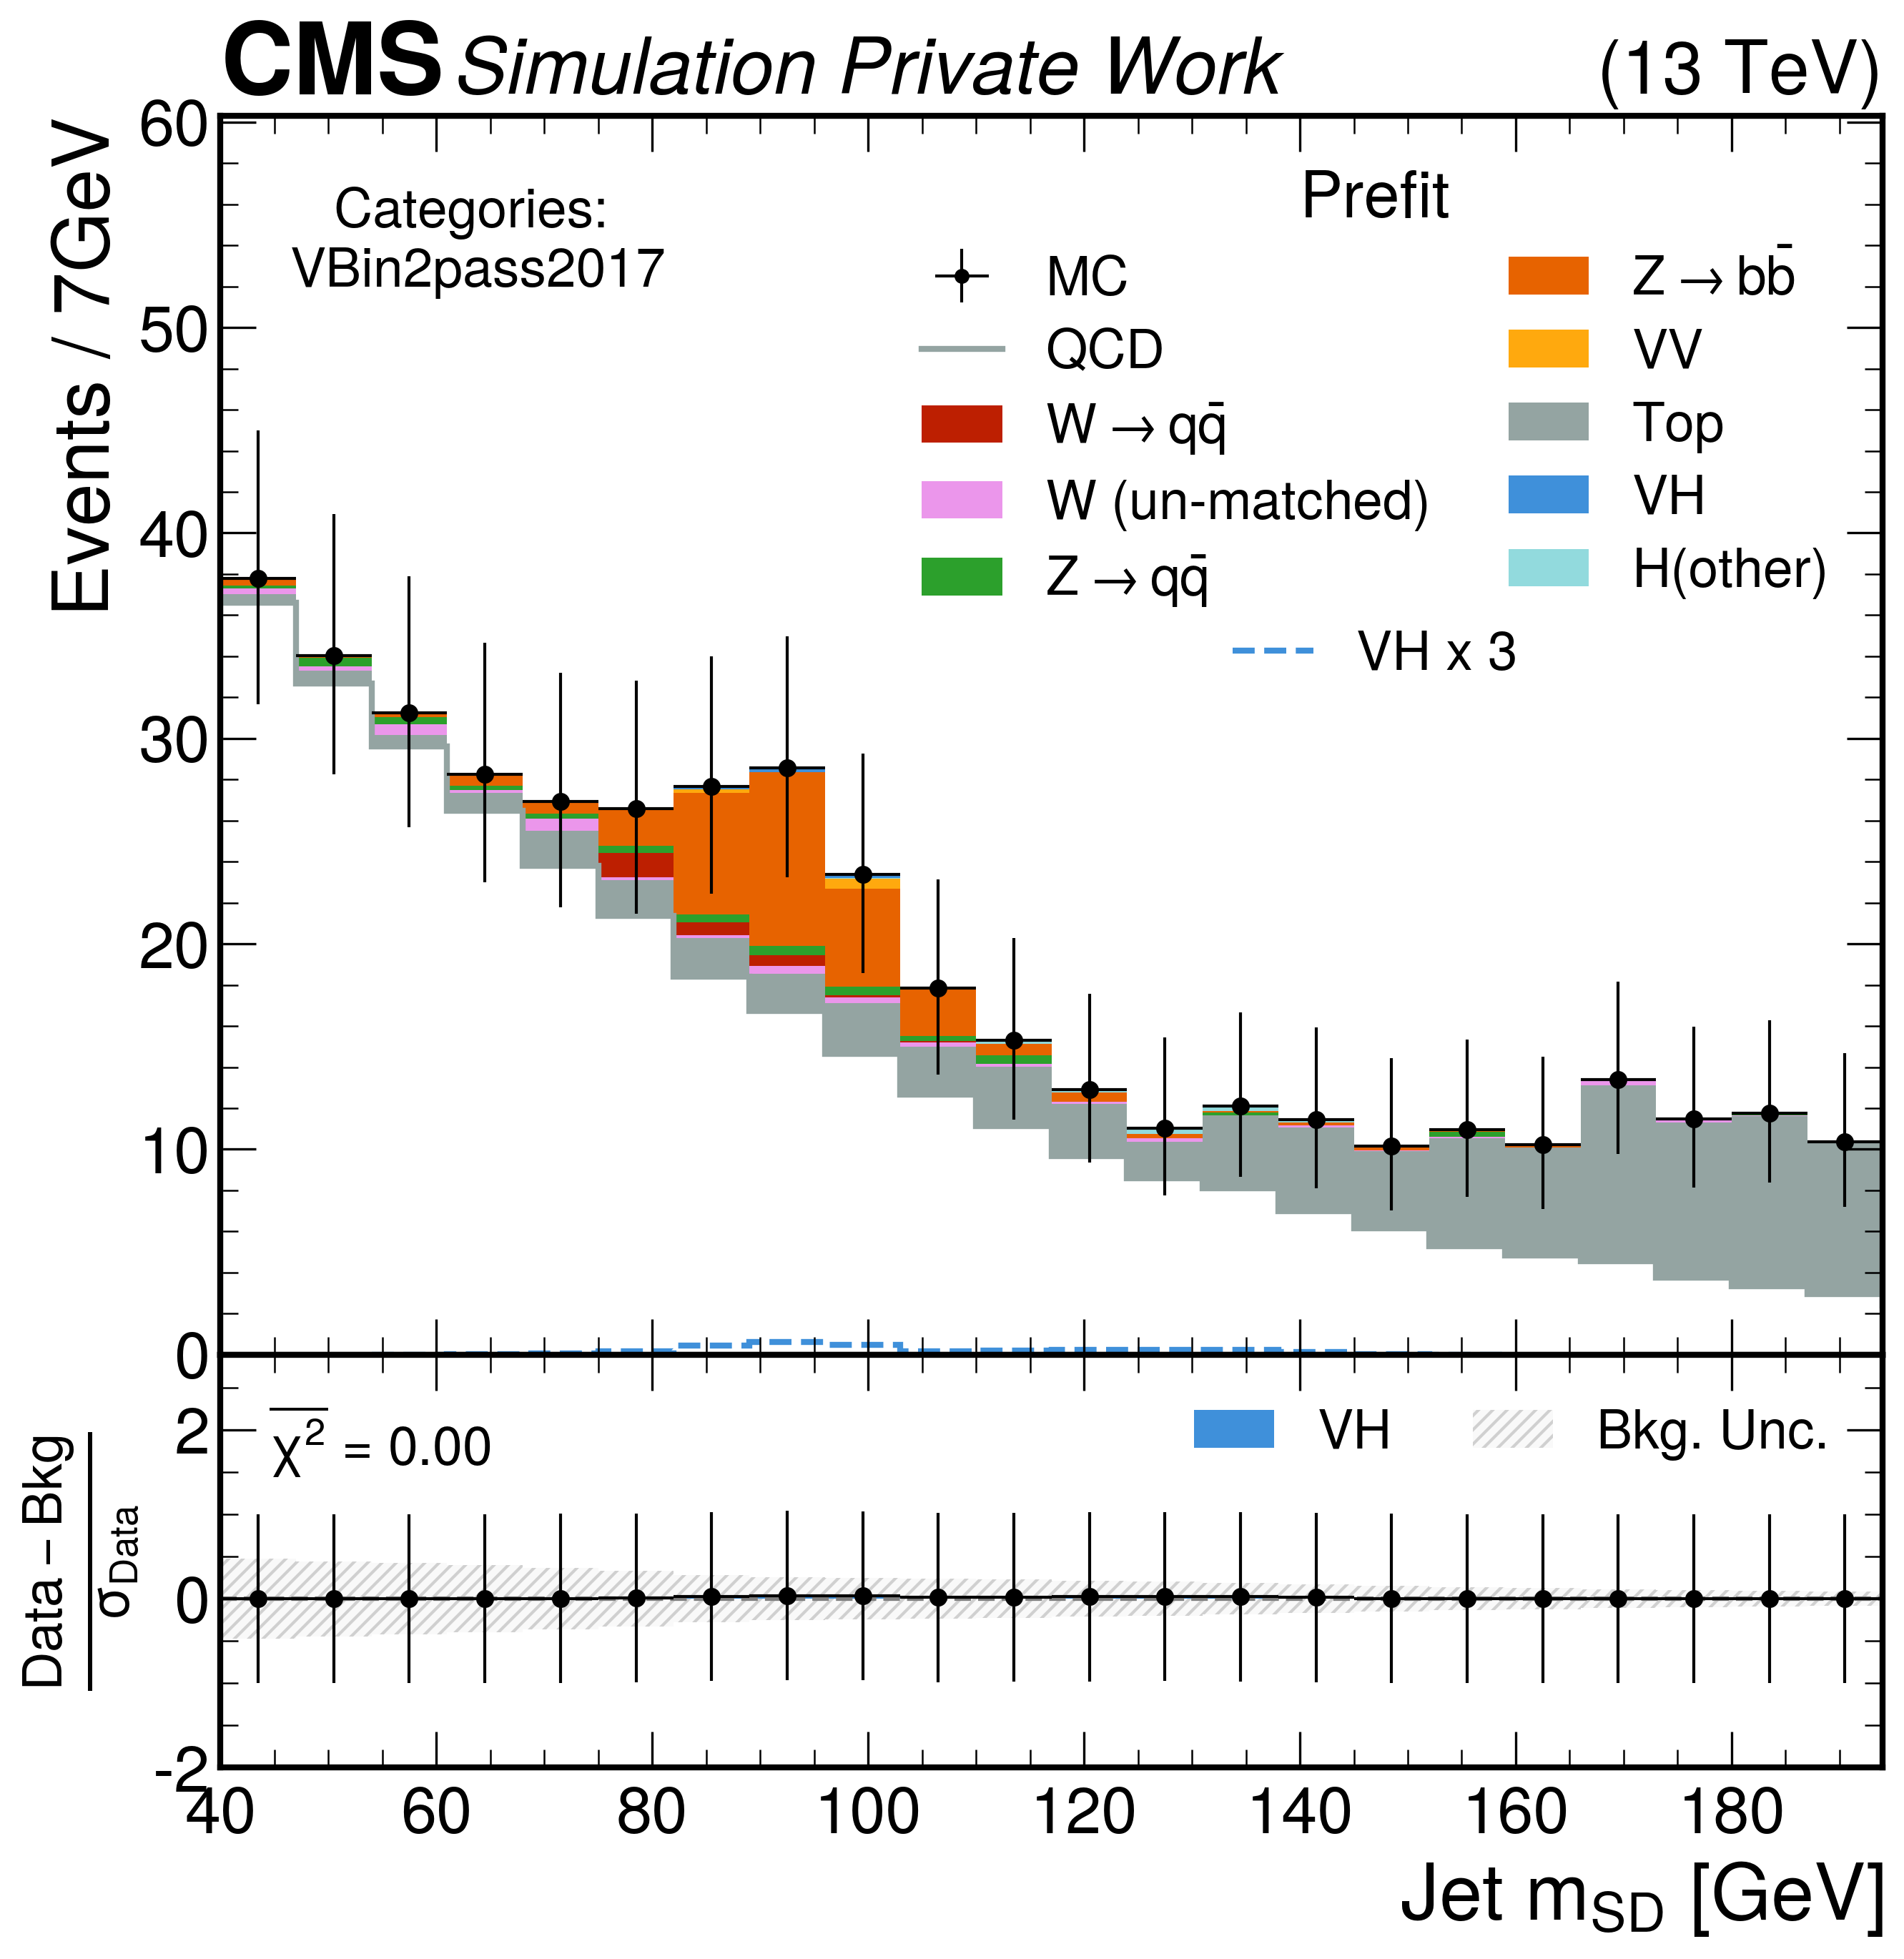 CMS Simulation Private Work (13 TeV)
Events / 7GeV
60
50
40
30
20
10
0
Categories:
VBin2pass2017
Prefit
MC
QCD
W → qq̄
W (un-matched)
Z → qq̄
Z → bb̄
VV
Top
VH
H(other)
VH x 3
Data − Bkg
σData
2
0
-2
χ² = 0.00
VH
Bkg. Unc.
40 60 80 100 120 140 160 180
Jet mSD [GeV]